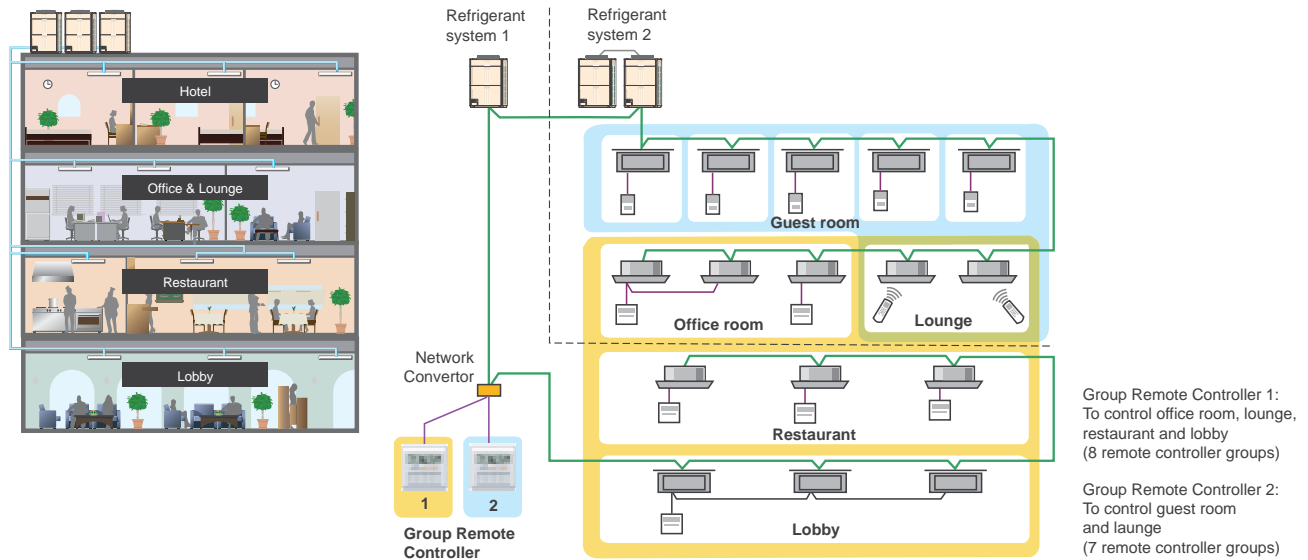 Hotel
Office & Lounge
Restaurant
Lobby
Refrigerant
system 1
Refrigerant
system 2
Guest room
Office room
Lounge
Network
Convertor
Restaurant
Lobby
1
2
Group Remote
Controller
Group Remote Controller 1:
To control office room, lounge,
restaurant and lobby
(8 remote controller groups)
Group Remote Controller 2:
To control guest room
and launge
(7 remote controller groups)